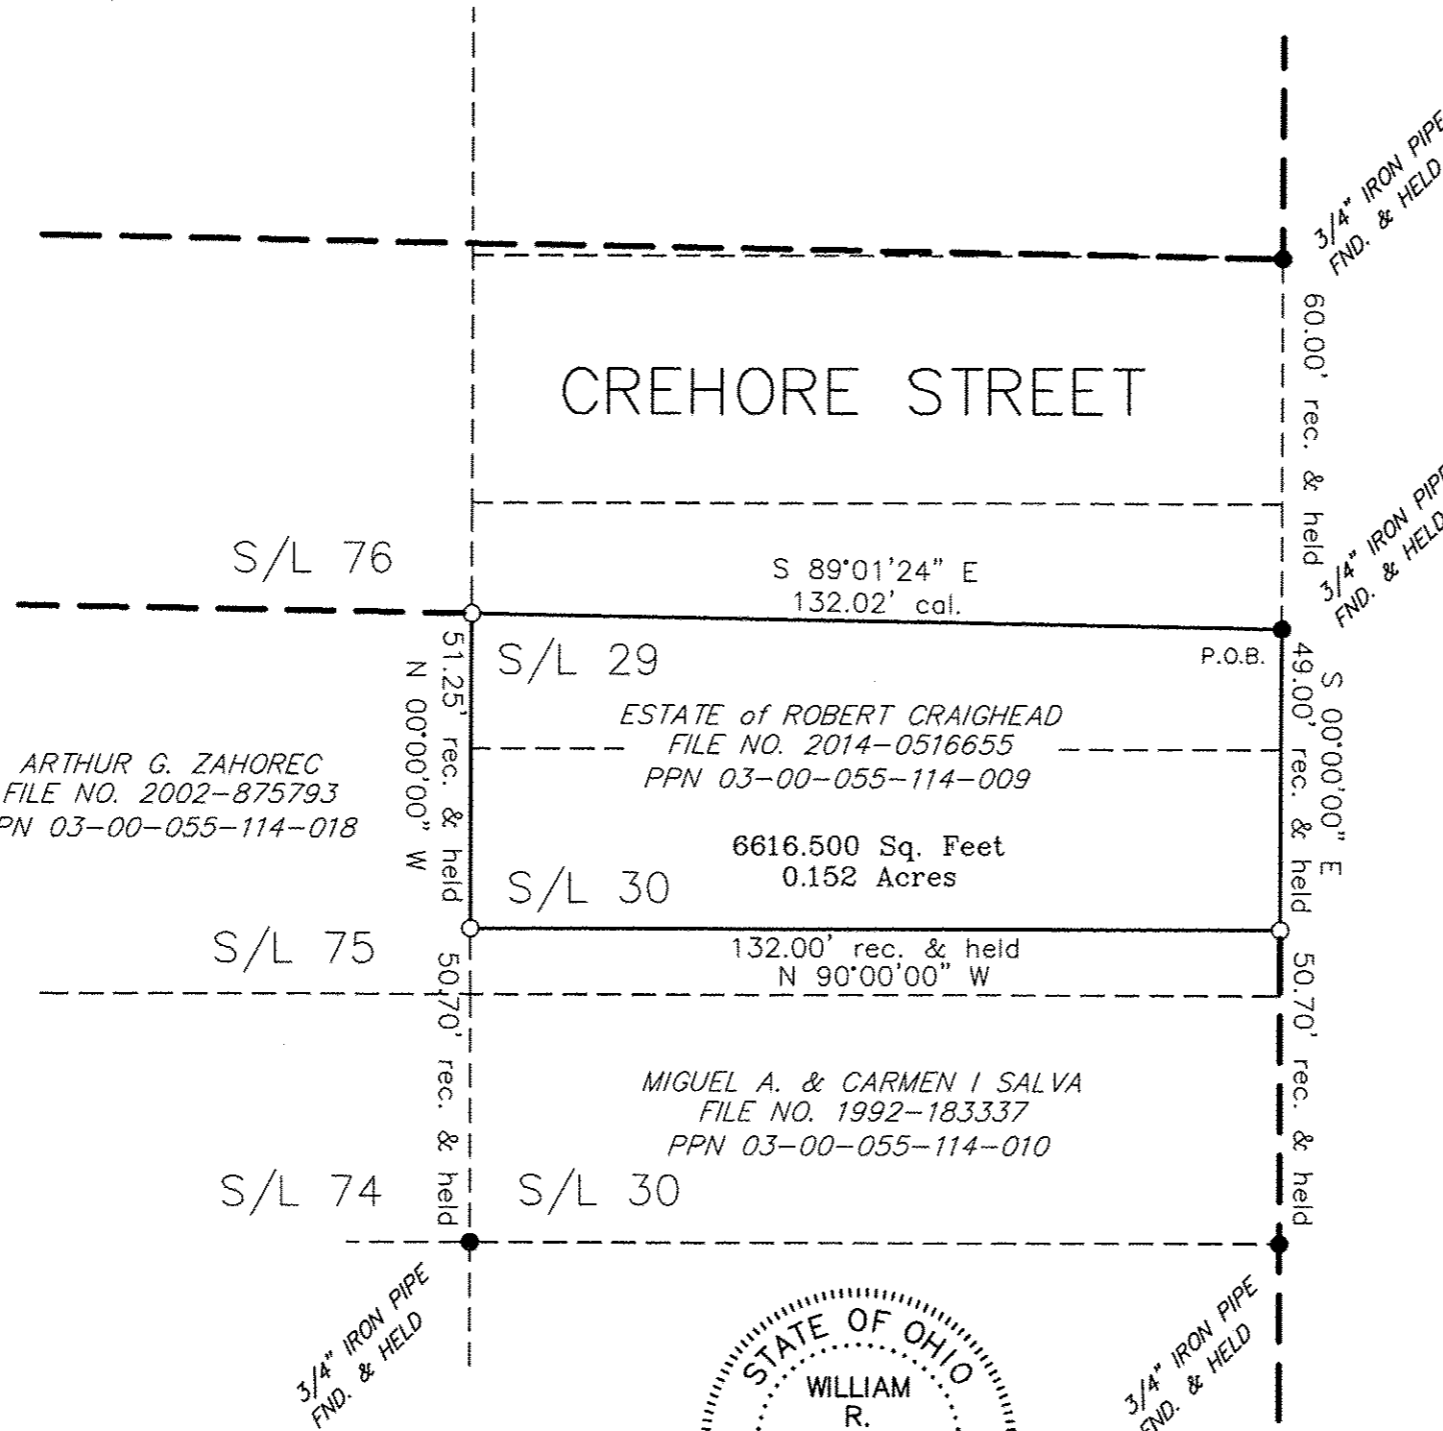 3/4" IRON PIPE
FND. & HELD
60.00' rec. & held
CREHORE STREET
3/4" IRON PIPE
FND. & HELD
S/L 76
S 89°01'24" E
132.02' cal.
S/L 29
P.O.B.
51.25' rec. & held
N 00°00'00" W
49.00' rec. & held
S 00°00'00" E
ESTATE of ROBERT CRAIGHEAD
FILE NO. 2014-0516655
PPN 03-00-055-114-009
ARTHUR G. ZAHOREC
FILE NO. 2002-875793
PN 03-00-055-114-018
6616.500 Sq. Feet
0.152 Acres
S/L 30
S/L 75
132.00' rec. & held
N 90°00'00" W
50.70' rec. & held
50.70' rec. & held
MIGUEL A. & CARMEN I SALVA
FILE NO. 1992-183337
PPN 03-00-055-114-010
S/L 74
S/L 30
3/4" IRON PIPE
FND. & HELD
3/4" IRON PIPE
FND. & HELD
STATE OF OHIO
WILLIAM
R.